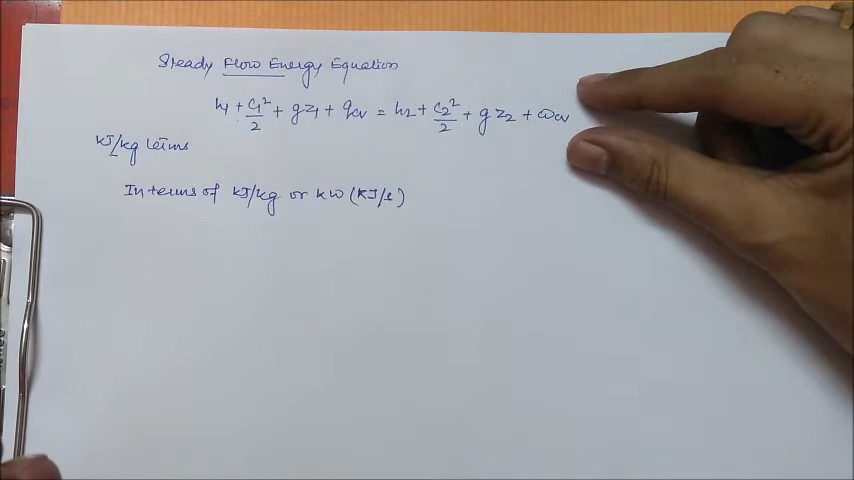 Steady Flow Energy Equation
h1 + C1²/2 + gz1 + qcv = h2 + C2²/2 + gz2 + ωcv
kJ/kg terms
In terms of kJ/kg or kW (kJ/s)